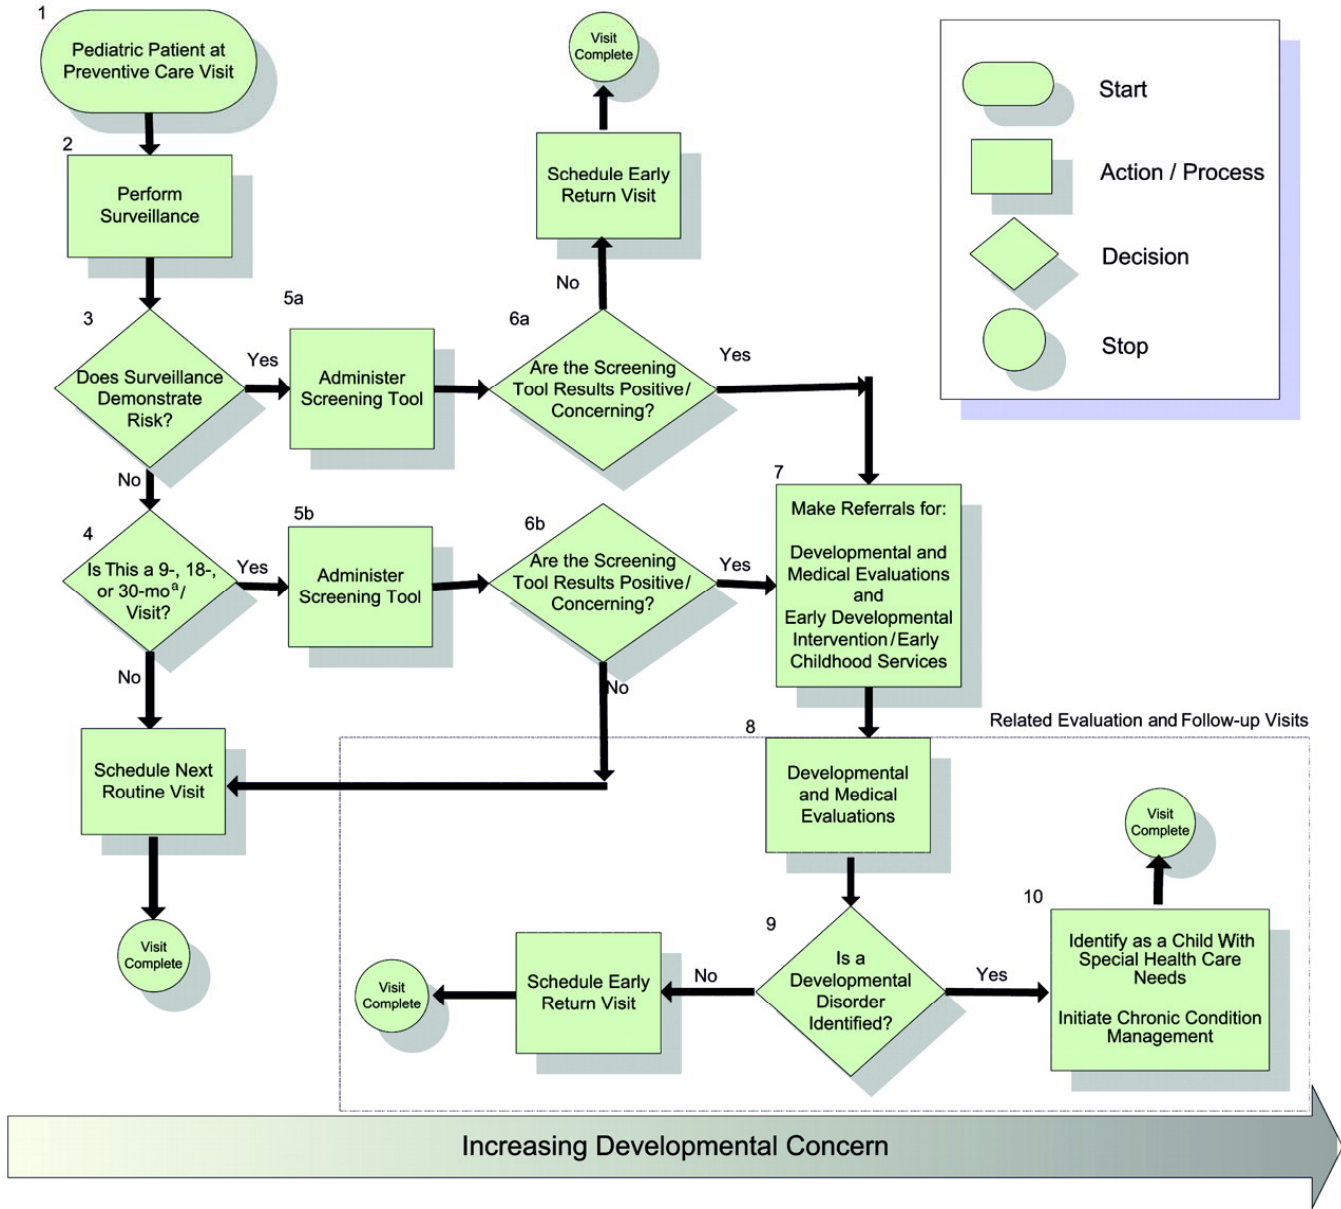 1
Pediatric Patient at
Preventive Care Visit
2
Perform
Surveillance
3
Does Surveillance
Demonstrate
Risk?
Yes
No
5a
Administer
Screening Tool
6a
Are the Screening
Tool Results Positive/
Concerning?
No
Yes
Schedule Early
Return Visit
Visit
Complete
Start
Action / Process
Decision
Stop
4
Is This a 9-, 18-,
or 30-moᵃ/
Visit?
Yes
No
5b
Administer
Screening Tool
6b
Are the Screening
Tool Results Positive/
Concerning?
Yes
No
7
Make Referrals for:
Developmental and
Medical Evaluations
and
Early Developmental
Intervention/Early
Childhood Services
Schedule Next
Routine Visit
Visit
Complete
Related Evaluation and Follow-up Visits
8
Developmental
and Medical
Evaluations
9
Is a
Developmental
Disorder
Identified?
No
Yes
Schedule Early
Return Visit
Visit
Complete
10
Identify as a Child With
Special Health Care
Needs
Initiate Chronic Condition
Management
Visit
Complete
Increasing Developmental Concern